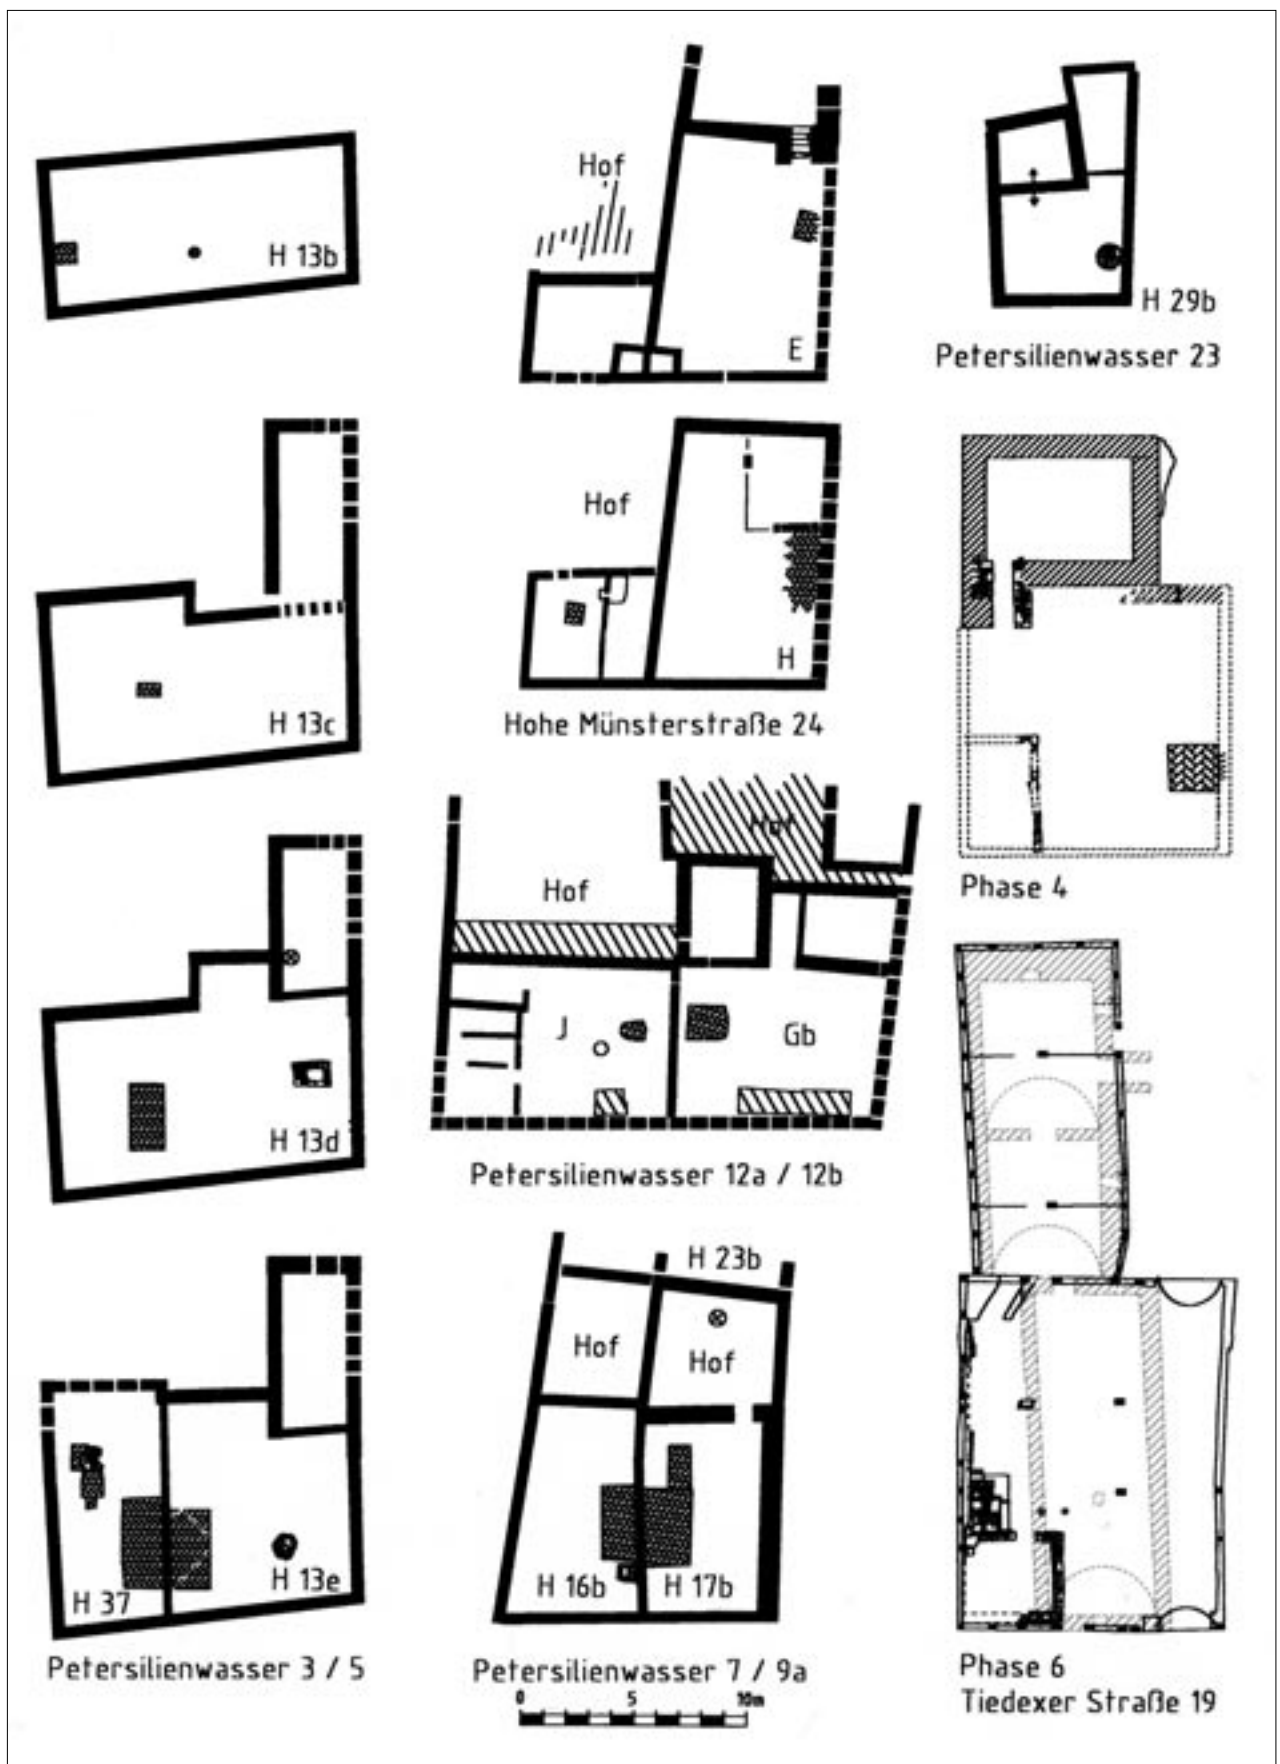 H 13b
H 13c
H 13d
H 37
H 13e
Petersilienwasser 3 / 5
Hof
E
Hof
H
Hohe Münsterstraße 24
Hof
Hof
J
Gb
Petersilienwasser 12a / 12b
H 23b
Hof
Hof
H 16b
H 17b
Petersilienwasser 7 / 9a
0 5 10m
H 29b
Petersilienwasser 23
Phase 4
Phase 6
Tiedexer Straße 19